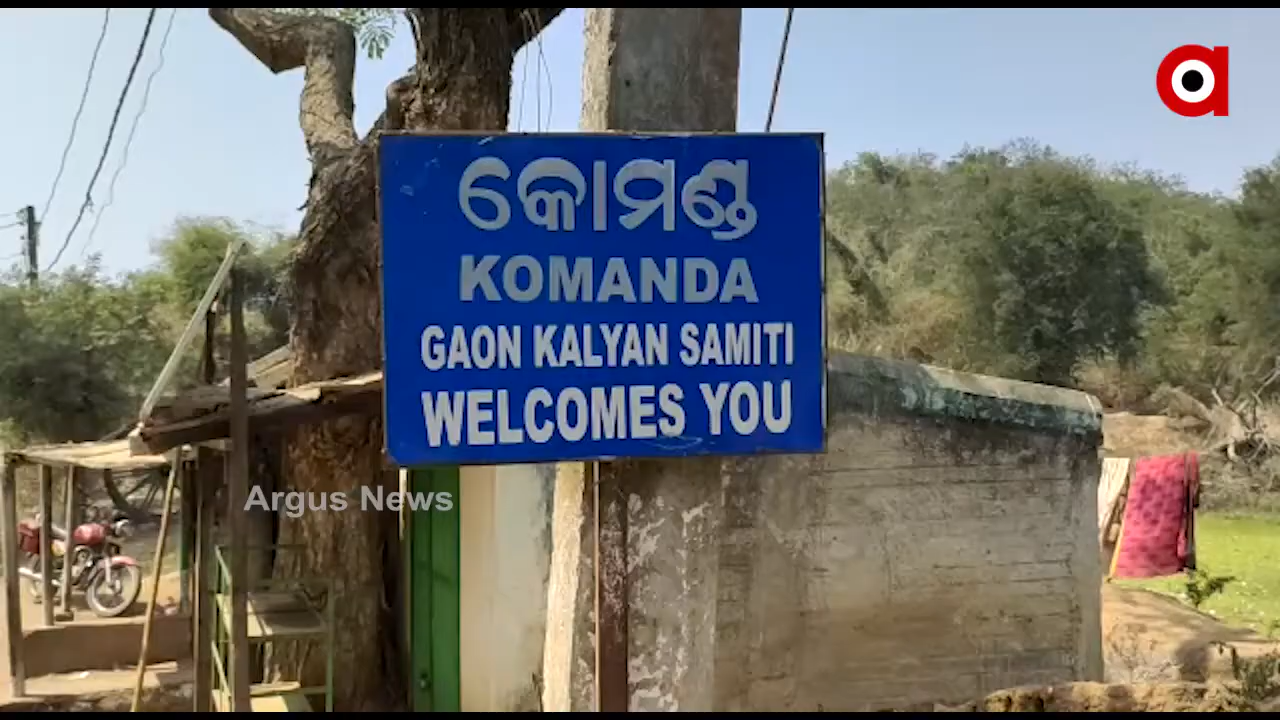 କୋମଣ୍ଡ
KOMANDA
GAON KALYAN SAMITI
WELCOMES YOU
Argus News